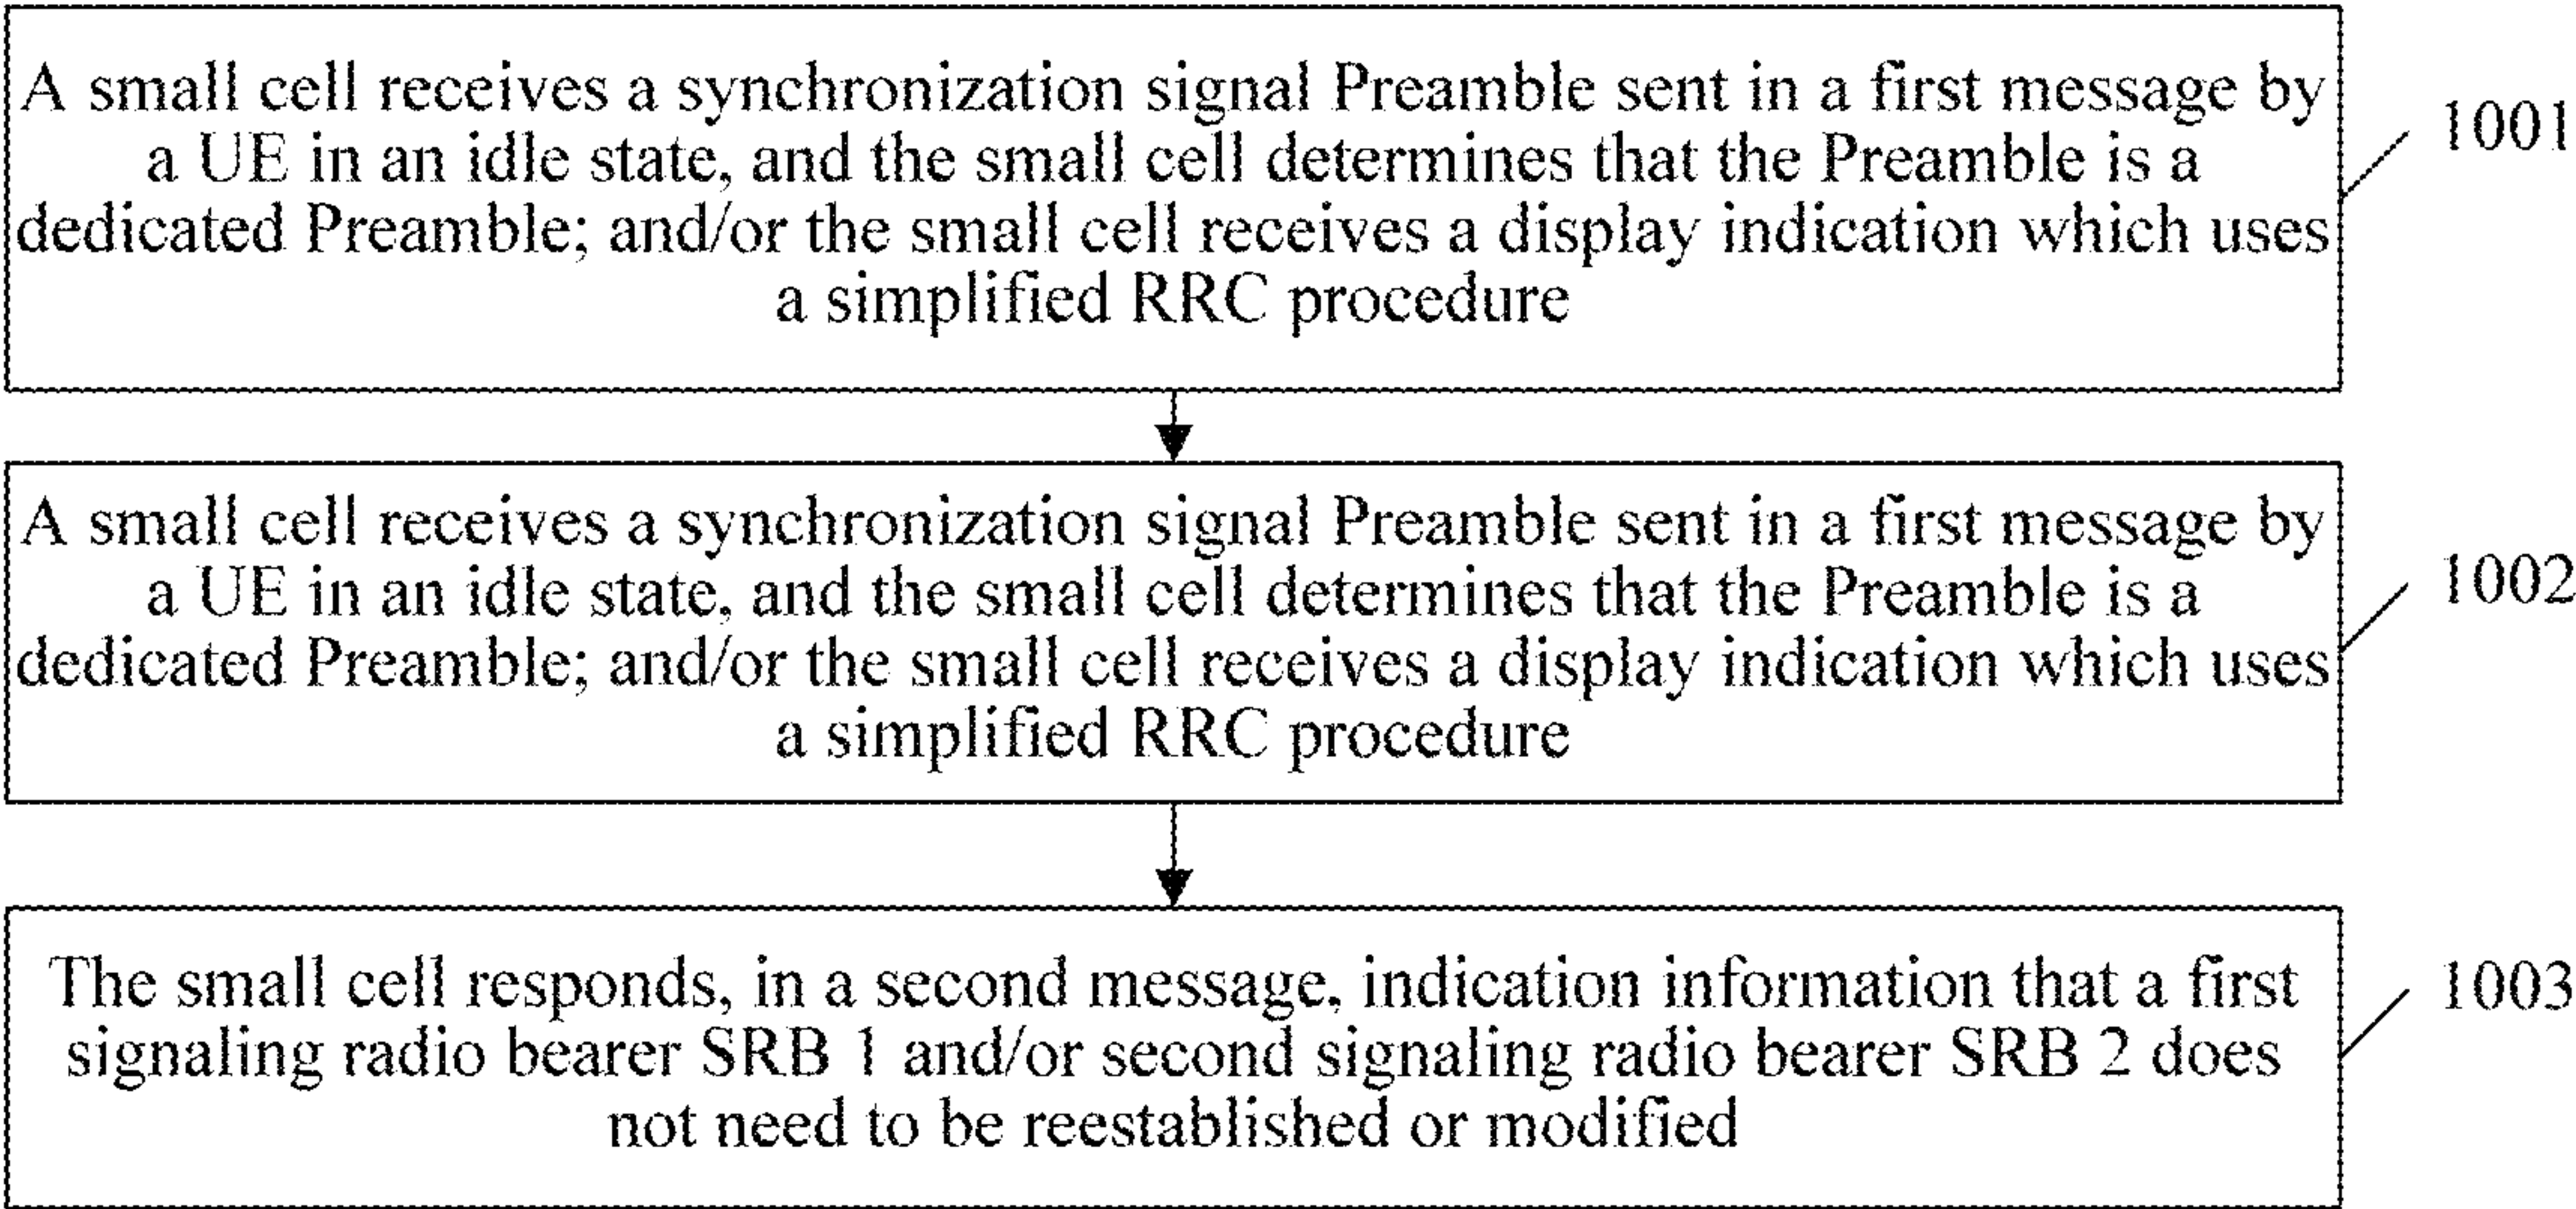 A small cell receives a synchronization signal Preamble sent in a first message by
a UE in an idle state, and the small cell determines that the Preamble is a
dedicated Preamble; and/or the small cell receives a display indication which uses
a simplified RRC procedure
1001
A small cell receives a synchronization signal Preamble sent in a first message by
a UE in an idle state, and the small cell determines that the Preamble is a
dedicated Preamble; and/or the small cell receives a display indication which uses
a simplified RRC procedure
1002
The small cell responds, in a second message, indication information that a first
signaling radio bearer SRB 1 and/or second signaling radio bearer SRB 2 does
not need to be reestablished or modified
1003